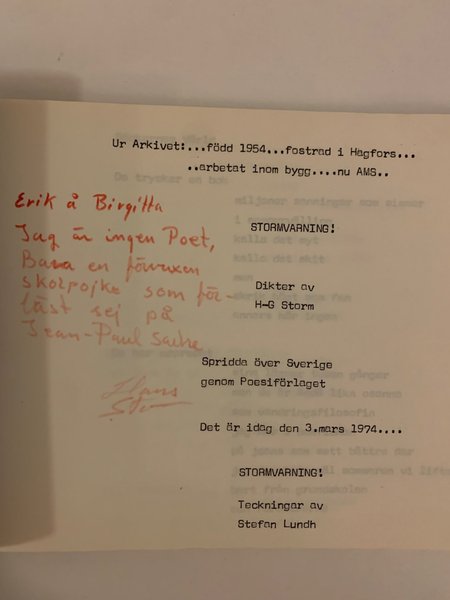 Ur Arkivet:...född 1954...fostrad i Hagfors...
..arbetat inom bygg....nu AMS..
Erik å Birgitta
Jag är ingen Poet,
Bara en förvuxen
skolpojke som för-
läst sej på
Jean-Paul Sartre
Hans
Storm
STORMVARNING!
Dikter av
H-G Storm
Spridda över Sverige
genom Poesiförlaget
Det är idag den 3.mars 1974....
STORMVARNING!
Teckningar av
Stefan Lundh